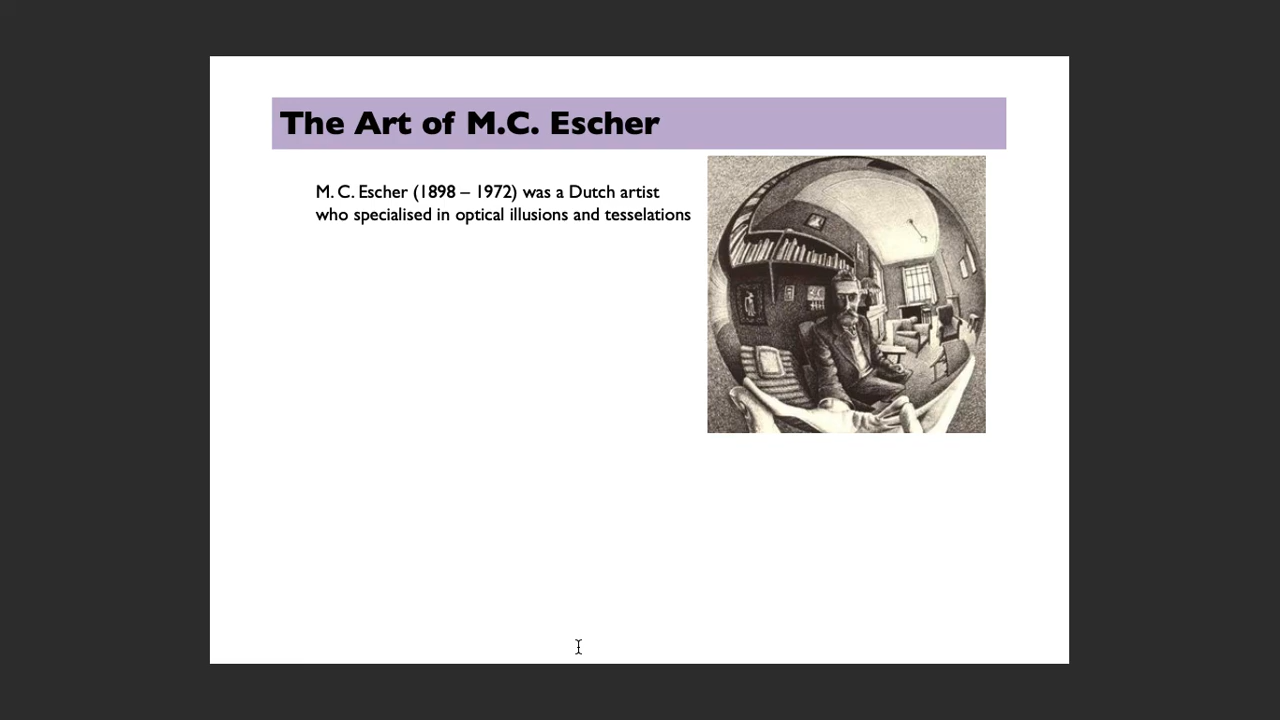 The Art of M.C. Escher
M. C. Escher (1898 – 1972) was a Dutch artist
who specialised in optical illusions and tesselations